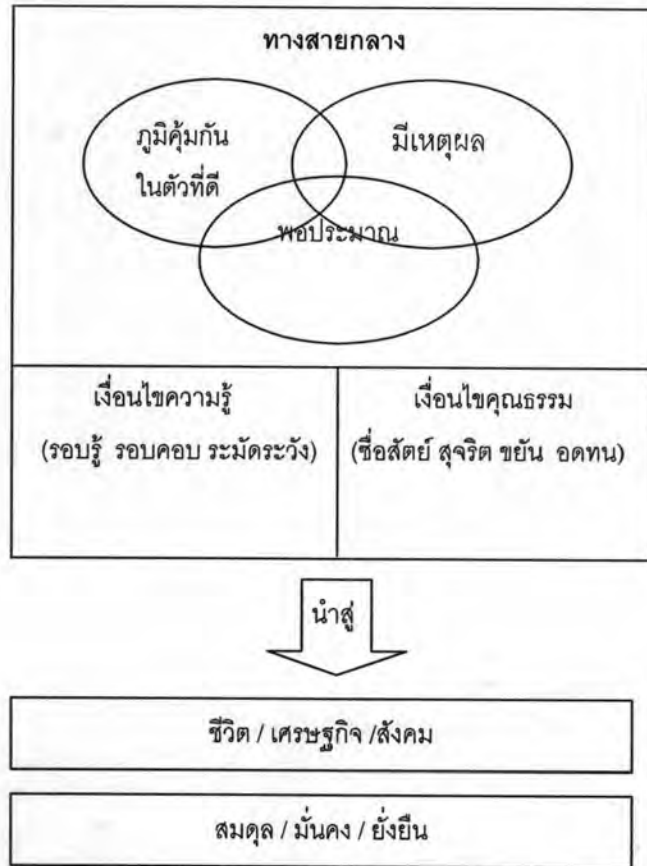 ทางสายกลาง
ภูมิคุ้มกัน
ในตัวที่ดี
มีเหตุผล
พอประมาณ
เงื่อนไขความรู้
(รอบรู้ รอบคอบ ระมัดระวัง)
เงื่อนไขคุณธรรม
(ซื่อสัตย์ สุจริต ขยัน อดทน)
นำสู่
ชีวิต / เศรษฐกิจ /สังคม
สมดุล / มั่นคง / ยั่งยืน